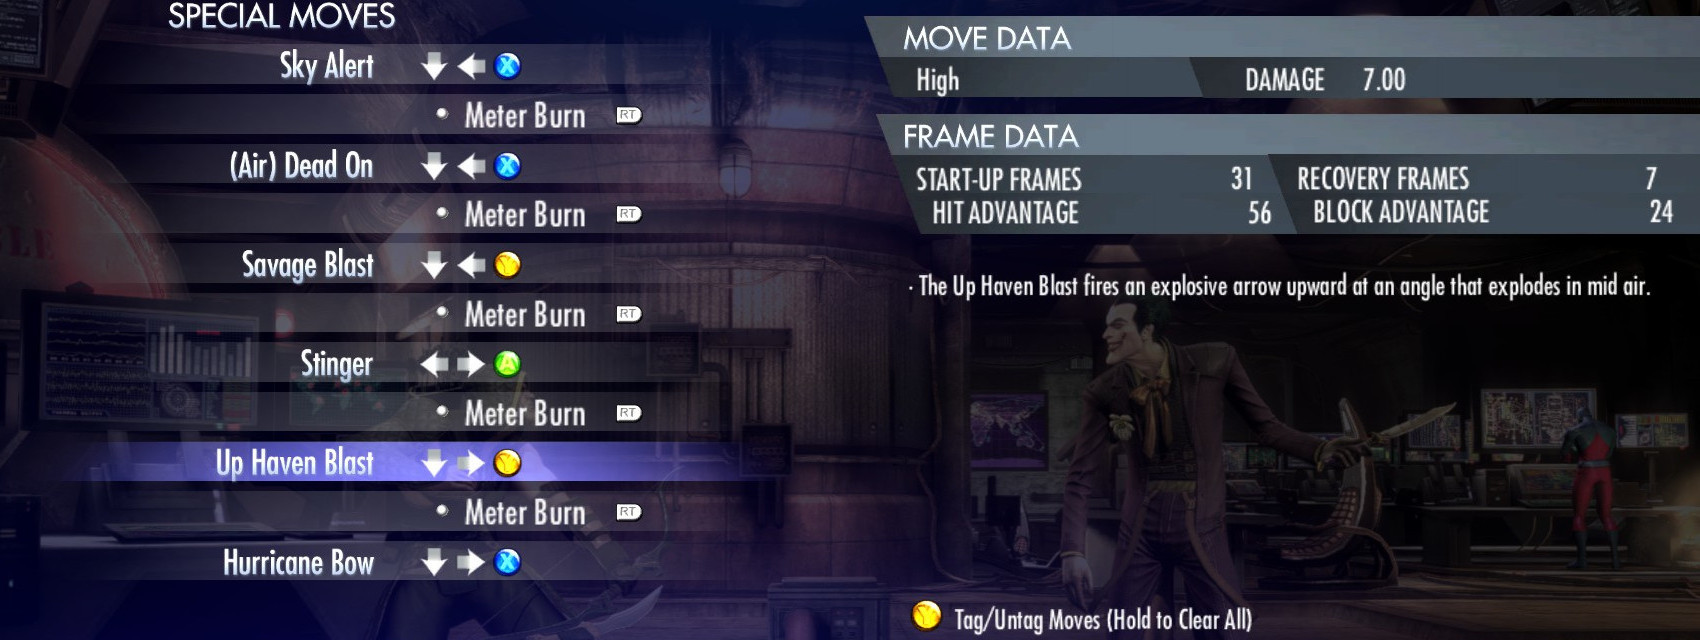 SPECIAL MOVES
Sky Alert X
Meter Burn RT
(Air) Dead On X
Meter Burn RT
Savage Blast Y
Meter Burn RT
Stinger A
Meter Burn RT
Up Haven Blast Y
Meter Burn RT
Hurricane Bow X
MOVE DATA
High DAMAGE 7.00
FRAME DATA
START-UP FRAMES 31 RECOVERY FRAMES 7
HIT ADVANTAGE 56 BLOCK ADVANTAGE 24
· The Up Haven Blast fires an explosive arrow upward at an angle that explodes in mid air.
Y Tag/Untag Moves (Hold to Clear All)